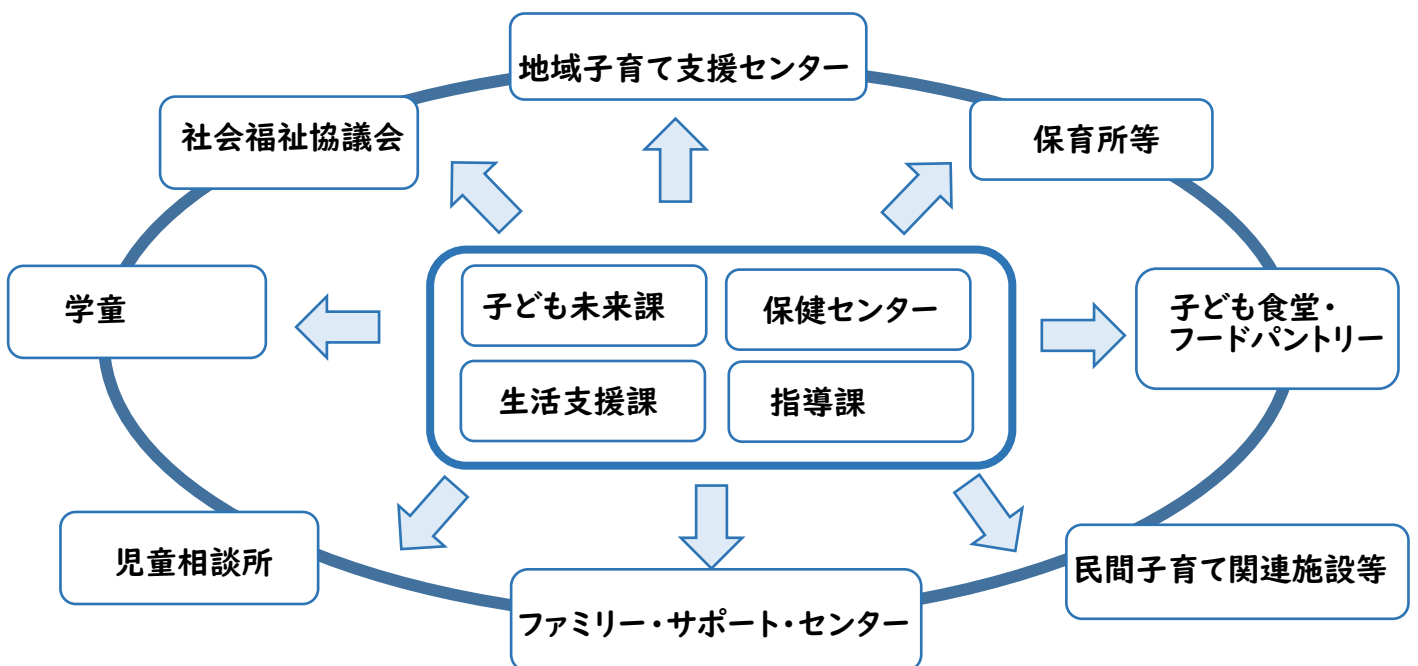 地域子育て支援センター
社会福祉協議会
保育所等
学童
子ども未来課
保健センター
子ども食堂・
フードパントリー
生活支援課
指導課
児童相談所
民間子育て関連施設等
ファミリー・サポート・センター